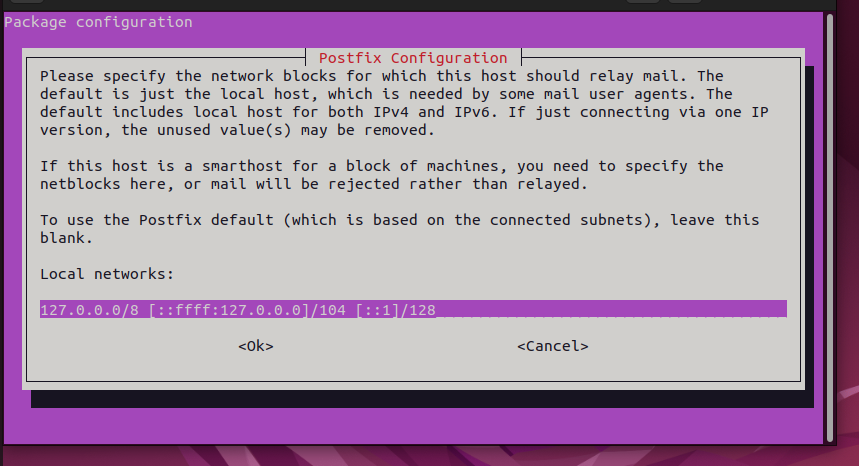 Package configuration
Postfix Configuration
Please specify the network blocks for which this host should relay mail. The
default is just the local host, which is needed by some mail user agents. The
default includes local host for both IPv4 and IPv6. If just connecting via one IP
version, the unused value(s) may be removed.
If this host is a smarthost for a block of machines, you need to specify the
netblocks here, or mail will be rejected rather than relayed.
To use the Postfix default (which is based on the connected subnets), leave this
blank.
Local networks:
127.0.0.0/8 [::ffff:127.0.0.0]/104 [::1]/128
<Ok> <Cancel>